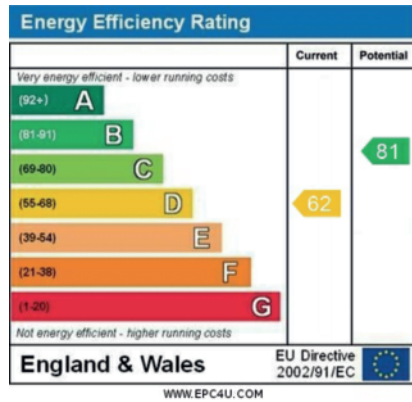 Energy Efficiency Rating
Current Potential
Very energy efficient - lower running costs
(92+) A
(81-91) B
81
(69-80) C
(55-68) D
62
(39-54) E
(21-38) F
(1-20) G
Not energy efficient - higher running costs
England & Wales
EU Directive
2002/91/EC
WWW.EPC4U.COM